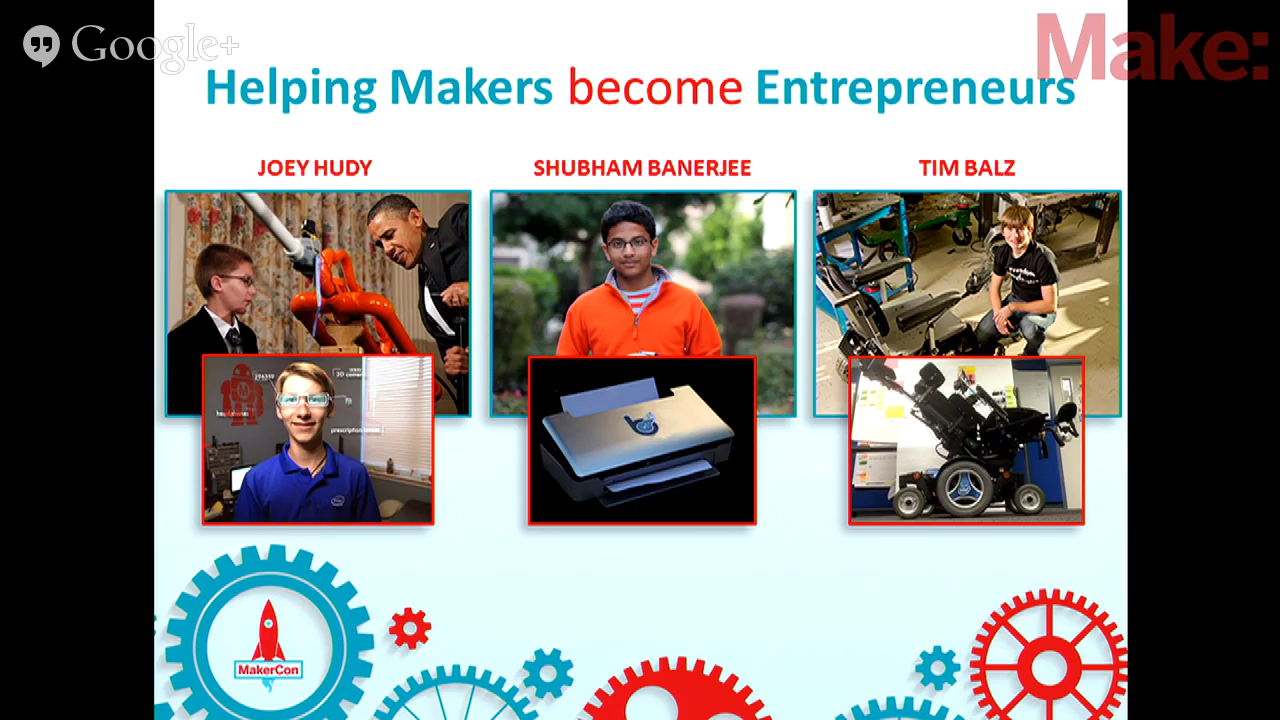 Google+
Make:
Helping Makers become Entrepreneurs
JOEY HUDY
SHUBHAM BANERJEE
TIM BALZ
MakerCon